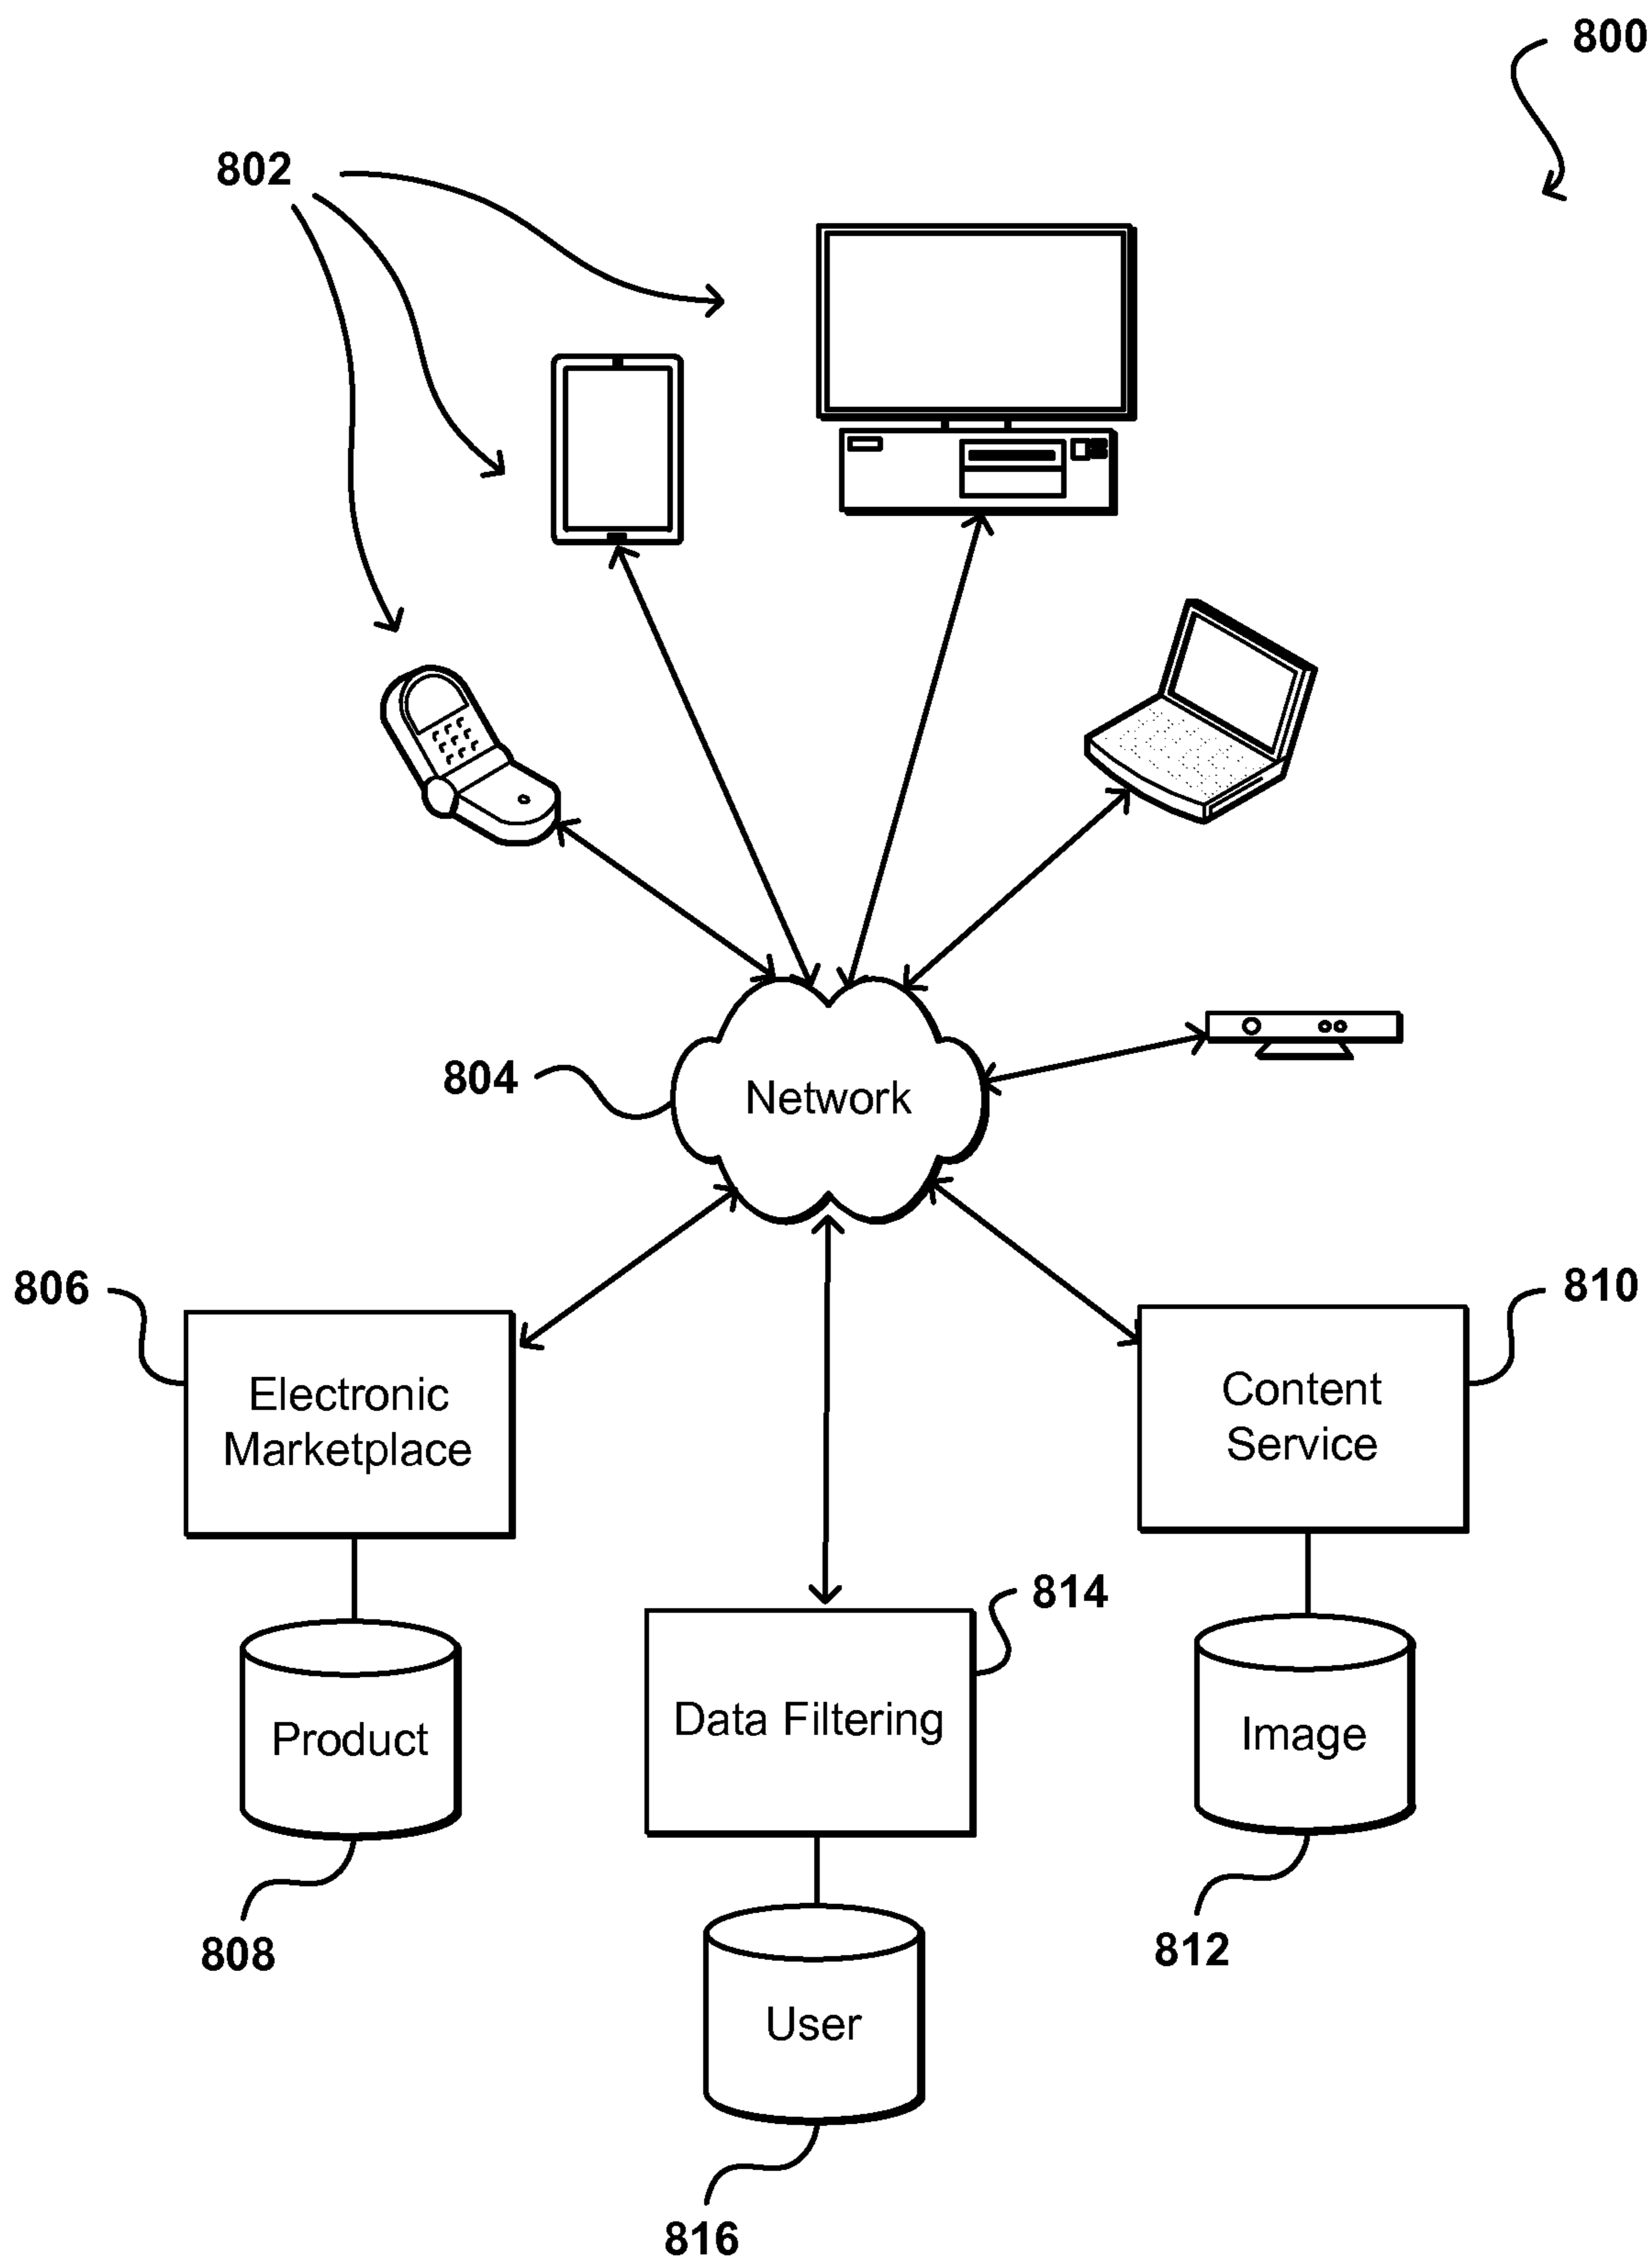 800
802
804
Network
806
810
Electronic
Marketplace
Content
Service
814
Product
Data Filtering
Image
808
812
User
816